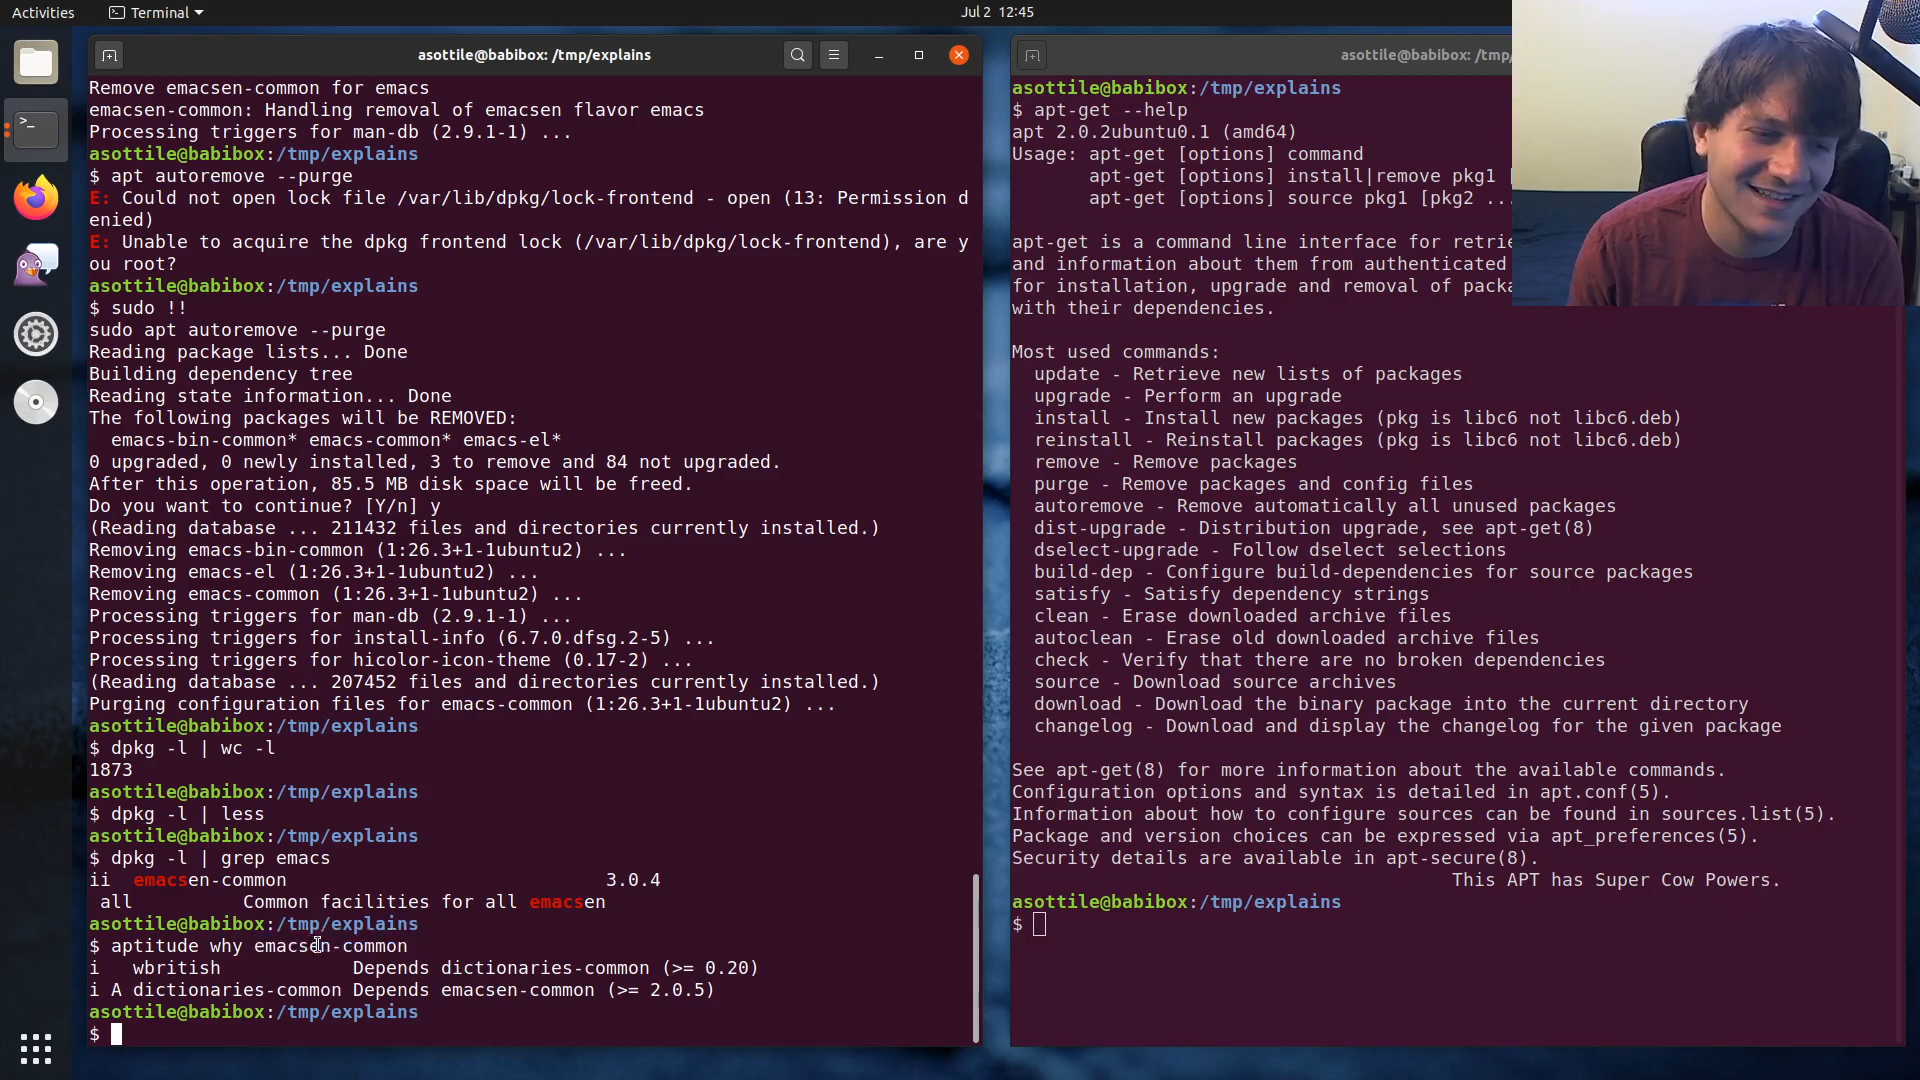 Activities
Terminal
Jul 2 12:45
asottile@babibox: /tmp/explains
Remove emacsen-common for emacs
emacsen-common: Handling removal of emacsen flavor emacs
Processing triggers for man-db (2.9.1-1) ...
asottile@babibox:/tmp/explains
$ apt autoremove --purge
E: Could not open lock file /var/lib/dpkg/lock-frontend - open (13: Permission d
enied)
E: Unable to acquire the dpkg frontend lock (/var/lib/dpkg/lock-frontend), are y
ou root?
asottile@babibox:/tmp/explains
$ sudo !!
sudo apt autoremove --purge
Reading package lists... Done
Building dependency tree
Reading state information... Done
The following packages will be REMOVED:
  emacs-bin-common* emacs-common* emacs-el*
0 upgraded, 0 newly installed, 3 to remove and 84 not upgraded.
After this operation, 85.5 MB disk space will be freed.
Do you want to continue? [Y/n] y
(Reading database ... 211432 files and directories currently installed.)
Removing emacs-bin-common (1:26.3+1-1ubuntu2) ...
Removing emacs-el (1:26.3+1-1ubuntu2) ...
Removing emacs-common (1:26.3+1-1ubuntu2) ...
Processing triggers for man-db (2.9.1-1) ...
Processing triggers for install-info (6.7.0.dfsg.2-5) ...
Processing triggers for hicolor-icon-theme (0.17-2) ...
(Reading database ... 207452 files and directories currently installed.)
Purging configuration files for emacs-common (1:26.3+1-1ubuntu2) ...
asottile@babibox:/tmp/explains
$ dpkg -l | wc -l
1873
asottile@babibox:/tmp/explains
$ dpkg -l | less
asottile@babibox:/tmp/explains
$ dpkg -l | grep emacs
ii  emacsen-common                             3.0.4
 all          Common facilities for all emacsen
asottile@babibox:/tmp/explains
$ aptitude why emacsen-common
i   wbritish            Depends dictionaries-common (>= 0.20)
i A dictionaries-common Depends emacsen-common (>= 2.0.5)
asottile@babibox:/tmp/explains
$
asottile@babibox: /tmp/
asottile@babibox:/tmp/explains
$ apt-get --help
apt 2.0.2ubuntu0.1 (amd64)
Usage: apt-get [options] command
       apt-get [options] install|remove pkg1 [
       apt-get [options] source pkg1 [pkg2 ...
apt-get is a command line interface for retrie
and information about them from authenticated
for installation, upgrade and removal of packa
with their dependencies.
Most used commands:
  update - Retrieve new lists of packages
  upgrade - Perform an upgrade
  install - Install new packages (pkg is libc6 not libc6.deb)
  reinstall - Reinstall packages (pkg is libc6 not libc6.deb)
  remove - Remove packages
  purge - Remove packages and config files
  autoremove - Remove automatically all unused packages
  dist-upgrade - Distribution upgrade, see apt-get(8)
  dselect-upgrade - Follow dselect selections
  build-dep - Configure build-dependencies for source packages
  satisfy - Satisfy dependency strings
  clean - Erase downloaded archive files
  autoclean - Erase old downloaded archive files
  check - Verify that there are no broken dependencies
  source - Download source archives
  download - Download the binary package into the current directory
  changelog - Download and display the changelog for the given package
See apt-get(8) for more information about the available commands.
Configuration options and syntax is detailed in apt.conf(5).
Information about how to configure sources can be found in sources.list(5).
Package and version choices can be expressed via apt_preferences(5).
Security details are available in apt-secure(8).
                                        This APT has Super Cow Powers.
asottile@babibox:/tmp/explains
$